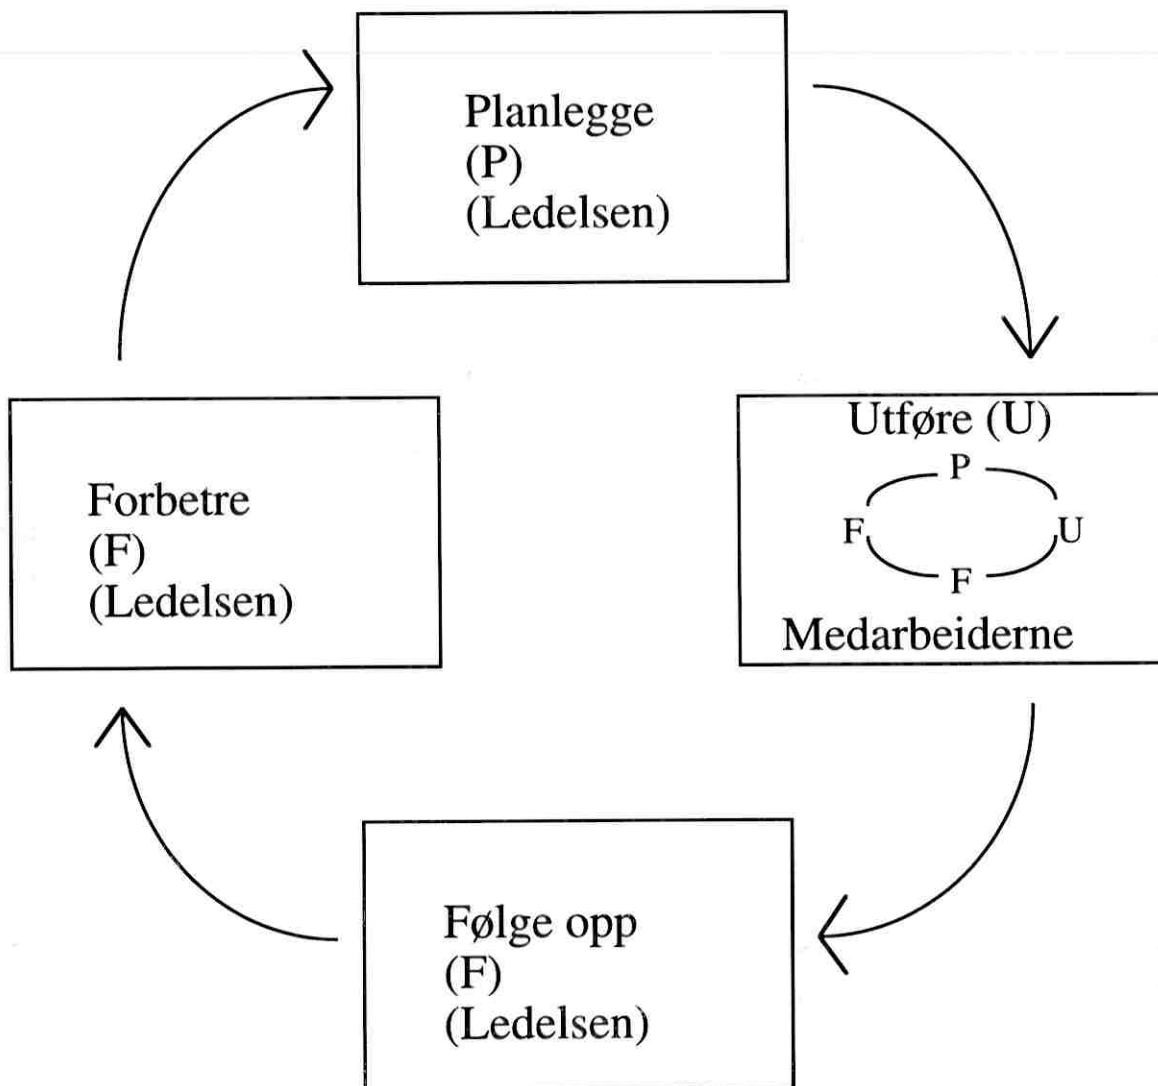 Planlegge
(P)
(Ledelsen)
Utføre (U)
P
F U
F
Medarbeiderne
Forbetre
(F)
(Ledelsen)
Følge opp
(F)
(Ledelsen)